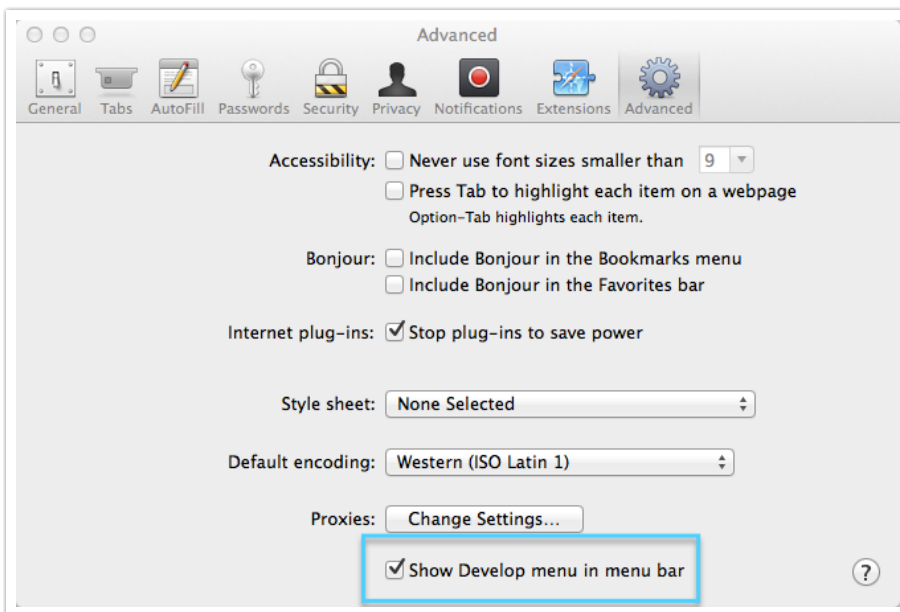 Advanced
General Tabs AutoFill Passwords Security Privacy Notifications Extensions Advanced
Accessibility: Never use font sizes smaller than 9
Press Tab to highlight each item on a webpage
Option-Tab highlights each item.
Bonjour: Include Bonjour in the Bookmarks menu
Include Bonjour in the Favorites bar
Internet plug-ins: Stop plug-ins to save power
Style sheet: None Selected
Default encoding: Western (ISO Latin 1)
Proxies: Change Settings...
Show Develop menu in menu bar ?